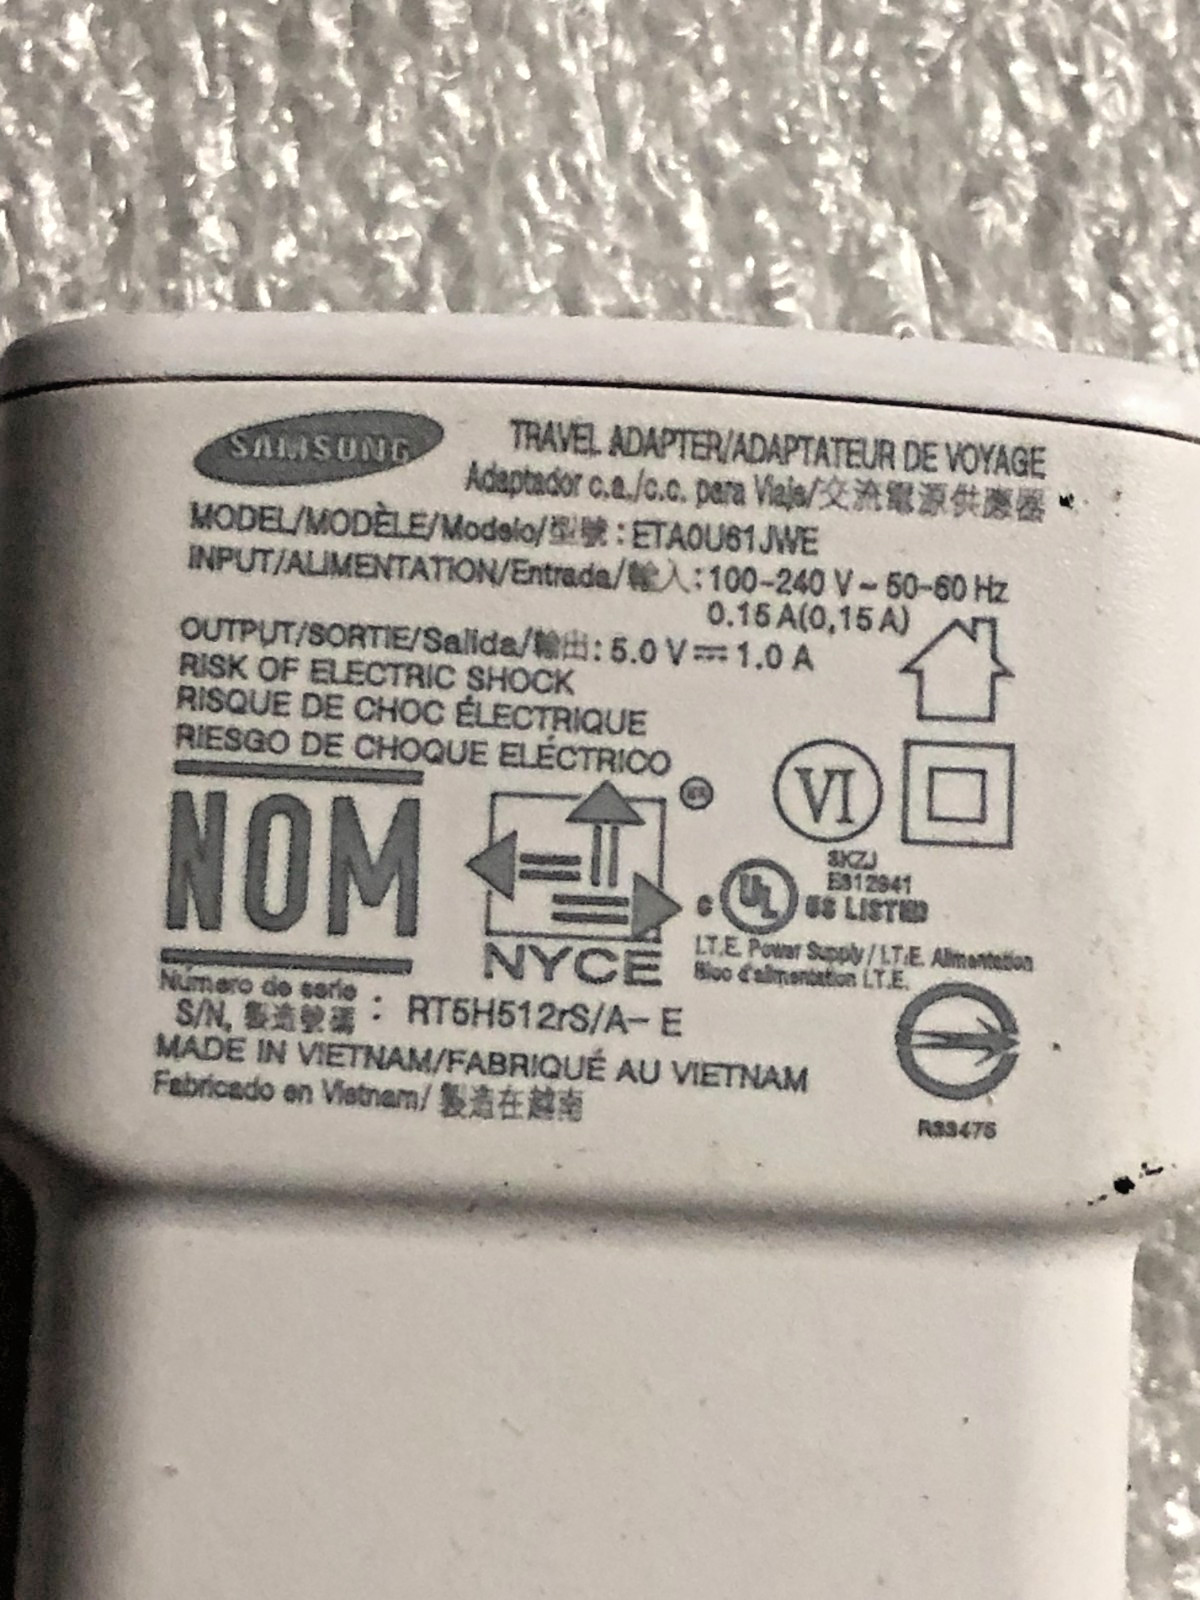 SAMSUNG
TRAVEL ADAPTER/ADAPTATEUR DE VOYAGE
Adaptador c.a./c.c. para Viaje/交流電源供應器
MODEL/MODÈLE/Modelo/型號 : ETA0U61JWE
INPUT/ALIMENTATION/Entrada/輸入 : 100-240 V ~ 50-60 Hz
0.15 A(0,15 A)
OUTPUT/SORTIE/Salida/輸出 : 5.0 V ⎓ 1.0 A
RISK OF ELECTRIC SHOCK
RISQUE DE CHOC ÉLECTRIQUE
RIESGO DE CHOQUE ELÉCTRICO
NOM
NYCE
VI
3KZJ
E312941
c UL US LISTED
I.T.E. Power Supply / I.T.E. Alimentation
Bloc d'alimentation I.T.E.
Número de serie
S/N, 製造號碼 : RT5H512rS/A- E
MADE IN VIETNAM/FABRIQUÉ AU VIETNAM
Fabricado en Vietnam/ 製造在越南
R33475